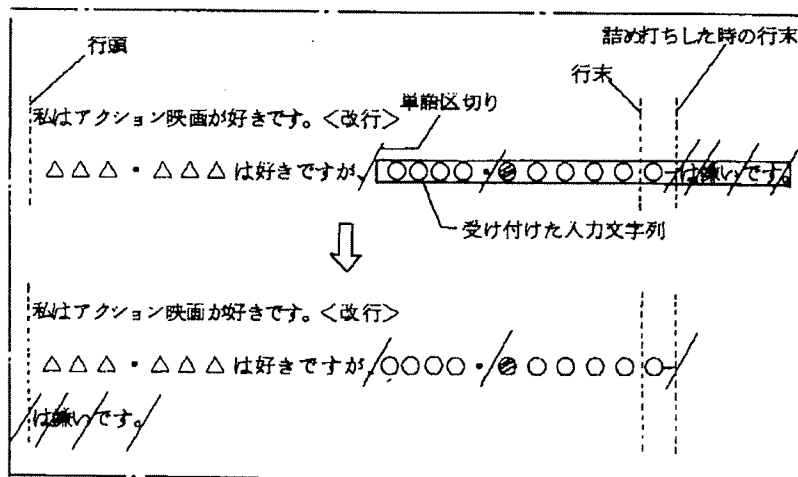 詰め打ちした時の行末
行頭
行末
単語区切り
私はアクション映画が好きです。＜改行＞
△△△・△△△は好きですが、○○○○・◍○○○○○ーは嫌いです。
受け付けた入力文字列
私はアクション映画が好きです。＜改行＞
△△△・△△△は好きですが、○○○○・◍○○○○○ー
は嫌いです。